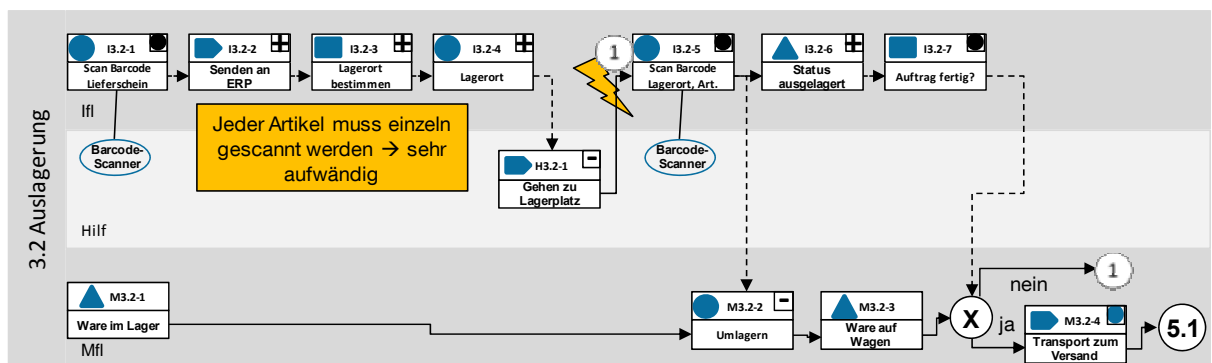 3.2 Auslagerung
I3.2-1
Scan Barcode
Lieferschein
I3.2-2
Senden an
ERP
I3.2-3
Lagerort
bestimmen
I3.2-4
Lagerort
1
I3.2-5
Scan Barcode
Lagerort, Art.
I3.2-6
Status
ausgelagert
I3.2-7
Auftrag fertig?
Ifl
Barcode-
Scanner
Jeder Artikel muss einzeln
gescannt werden → sehr
aufwändig
Barcode-
Scanner
H3.2-1
Gehen zu
Lagerplatz
Hilf
M3.2-1
Ware im Lager
M3.2-2
Umlagern
M3.2-3
Ware auf
Wagen
X
nein
1
ja
M3.2-4
Transport zum
Versand
5.1
Mfl